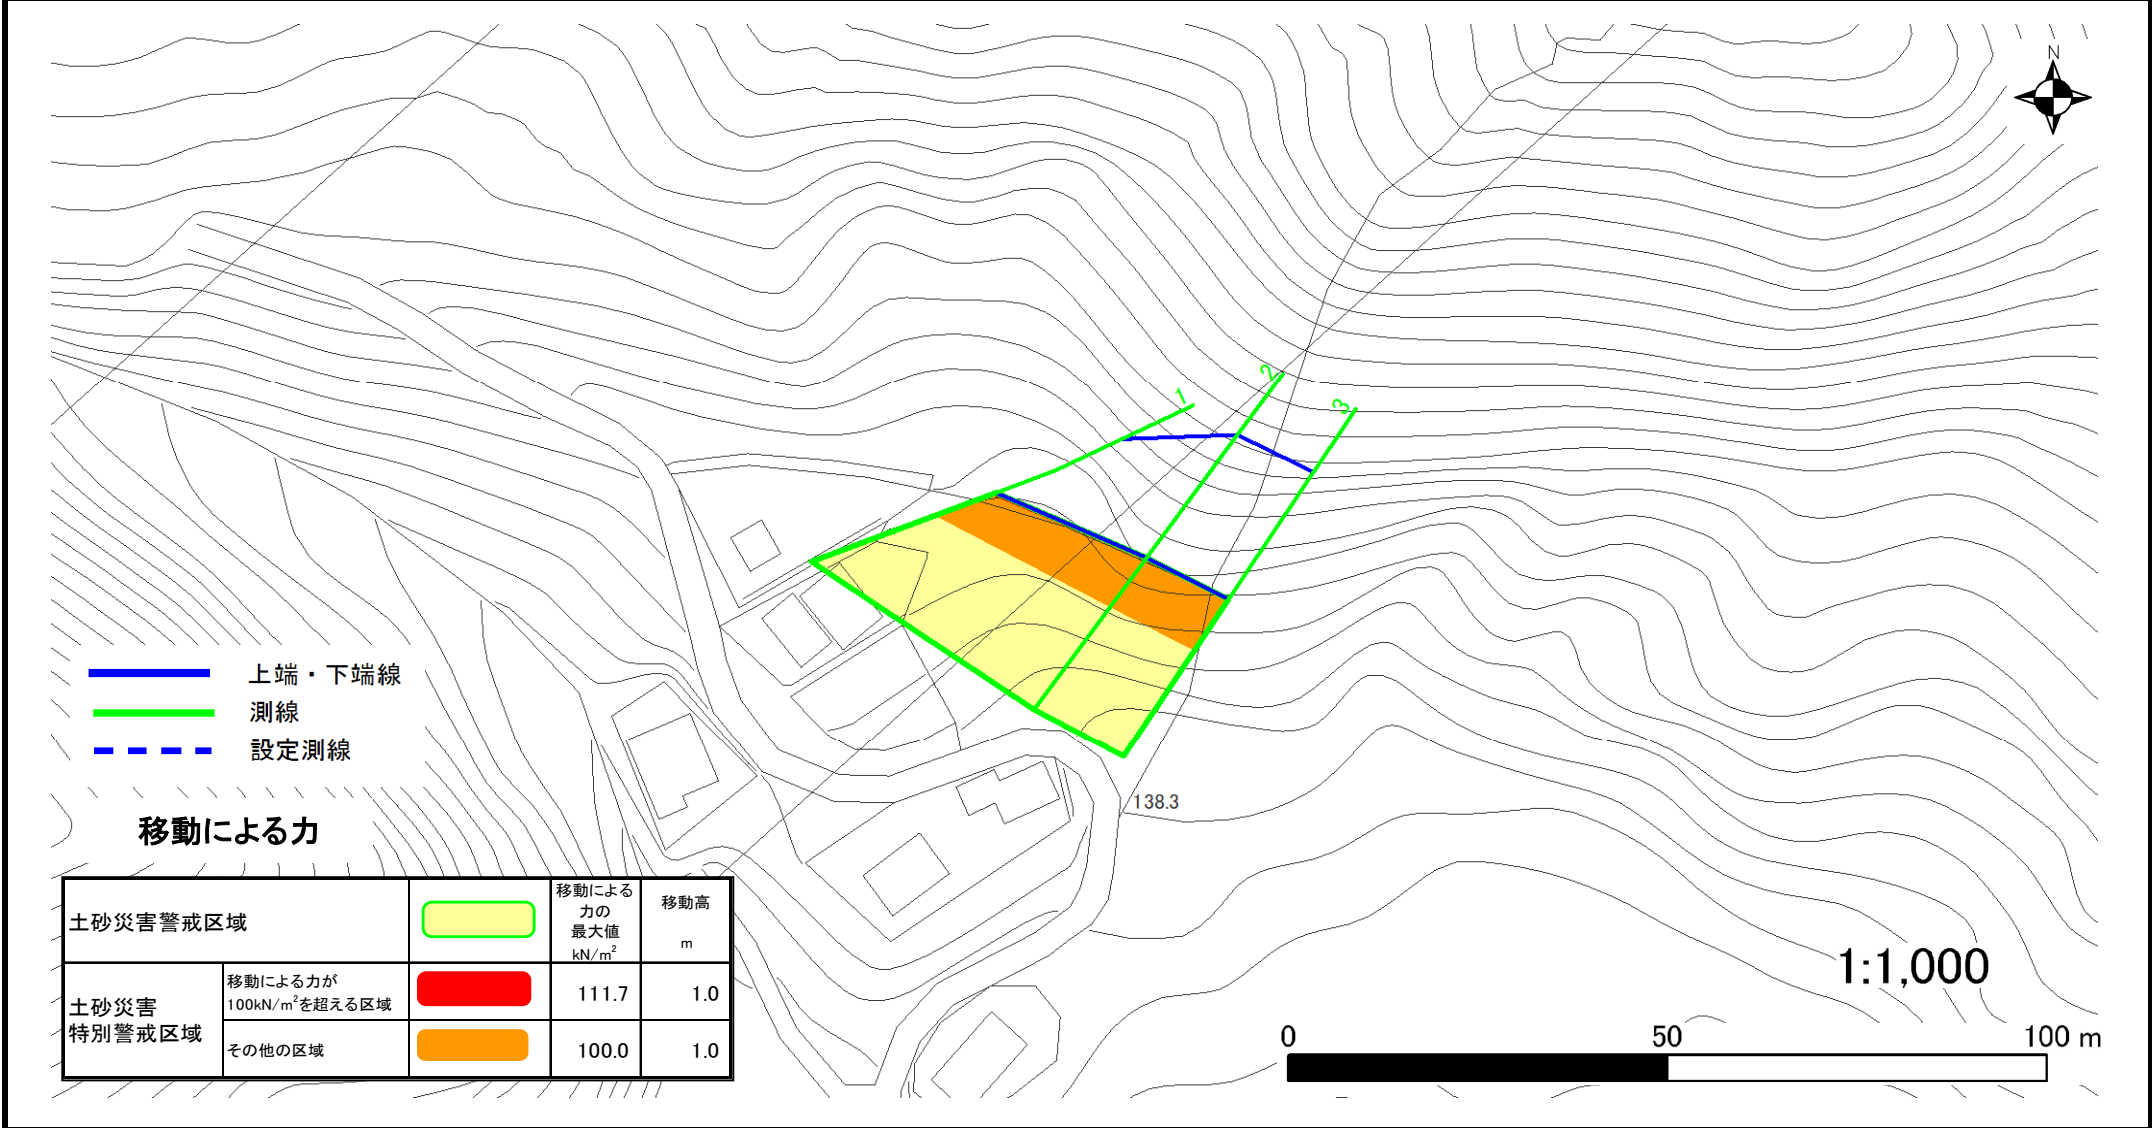 N
1
2
3
上端・下端線
測線
設定測線
138.3
移動による力
土砂災害警戒区域
移動による
力の
最大値
kN/m²
移動高
m
土砂災害
特別警戒区域
移動による力が
100kN/m²を超える区域
111.7
1.0
その他の区域
100.0
1.0
1:1,000
0
50
100 m